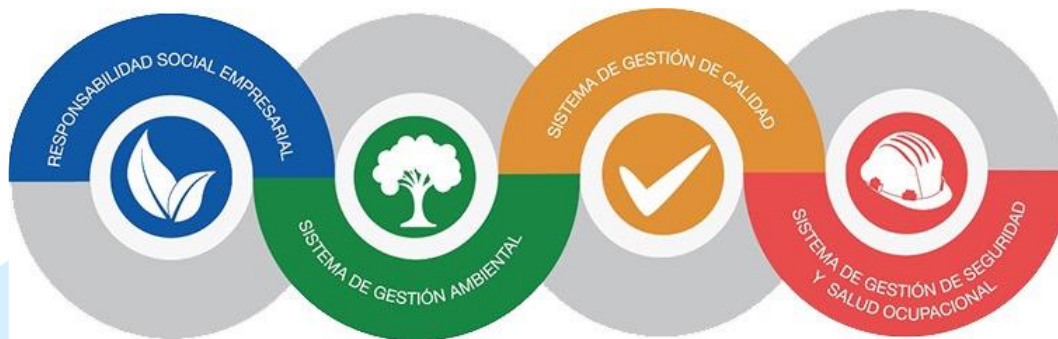 RESPONSABILIDAD SOCIAL EMPRESARIAL
SISTEMA DE GESTIÓN AMBIENTAL
SISTEMA DE GESTIÓN DE CALIDAD
SISTEMA DE GESTIÓN DE SEGURIDAD
Y SALUD OCUPACIONAL